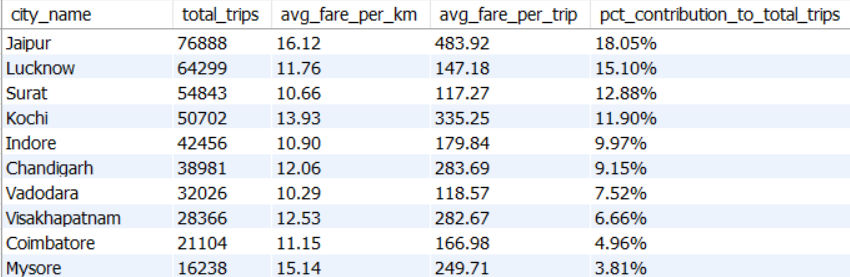 city_name total_trips avg_fare_per_km avg_fare_per_trip pct_contribution_to_total_trips
Jaipur 76888 16.12 483.92 18.05%
Lucknow 64299 11.76 147.18 15.10%
Surat 54843 10.66 117.27 12.88%
Kochi 50702 13.93 335.25 11.90%
Indore 42456 10.90 179.84 9.97%
Chandigarh 38981 12.06 283.69 9.15%
Vadodara 32026 10.29 118.57 7.52%
Visakhapatnam 28366 12.53 282.67 6.66%
Coimbatore 21104 11.15 166.98 4.96%
Mysore 16238 15.14 249.71 3.81%